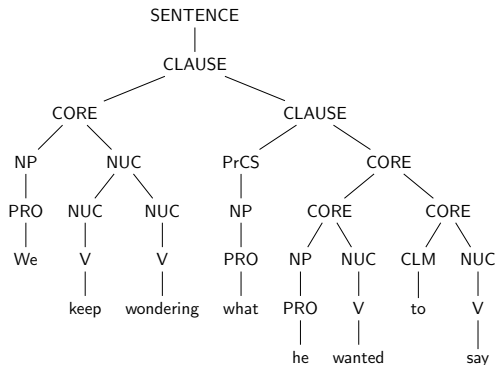 SENTENCE
CLAUSE
CORE CLAUSE
NP NUC PrCS CORE
PRO NUC NUC NP CORE CORE
We V V PRO NP NUC CLM NUC
keep wondering what PRO V to V
he wanted say